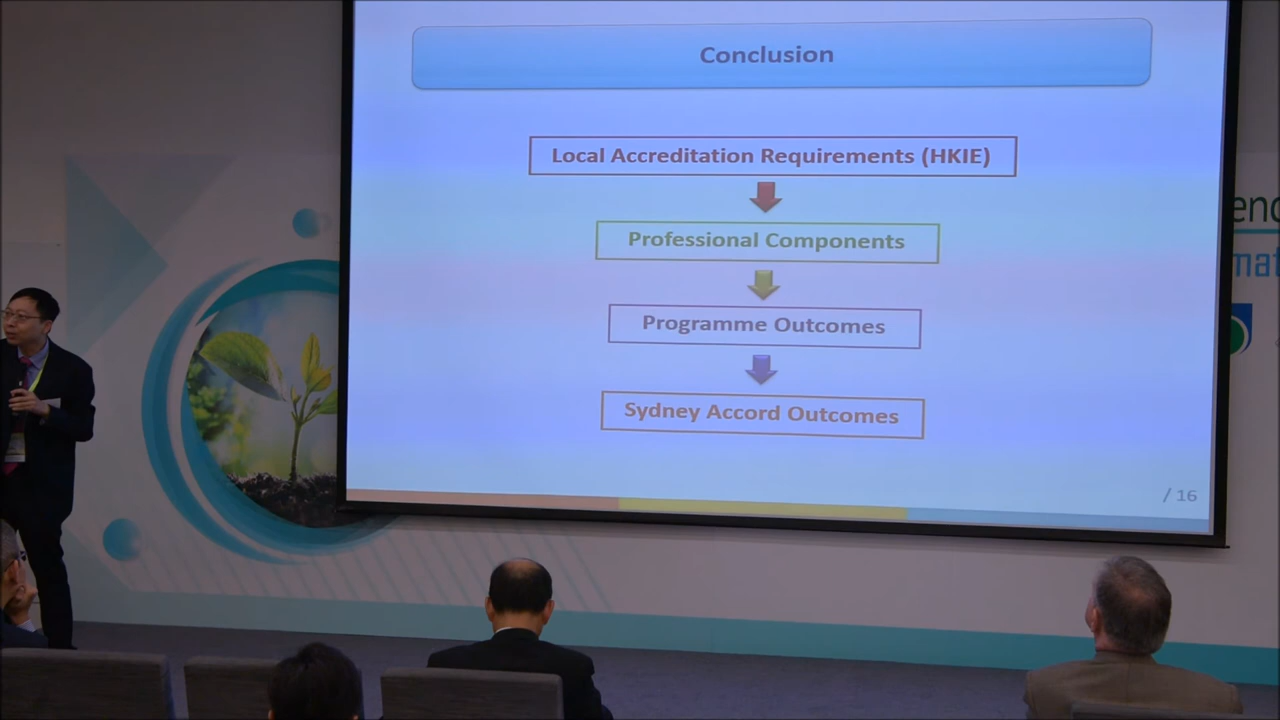 Conclusion
Local Accreditation Requirements (HKIE)
Professional Components
Programme Outcomes
Sydney Accord Outcomes
/ 16